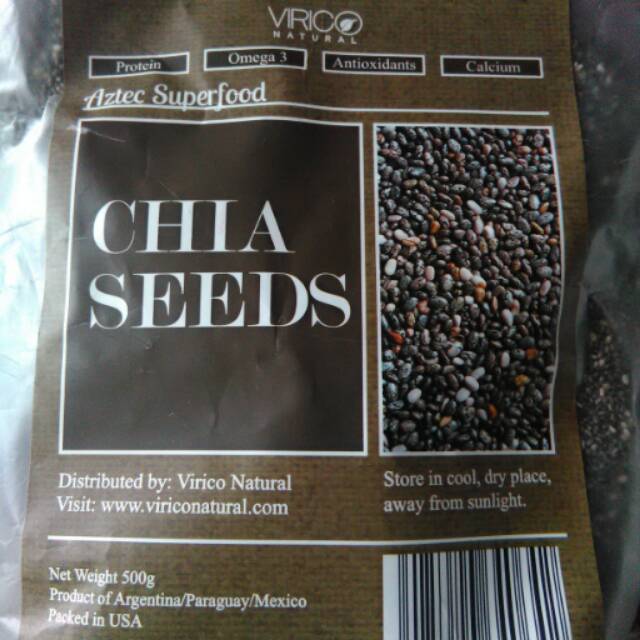 VIRICO
NATURAL
Protein
Omega 3
Antioxidants
Calcium
Aztec Superfood
CHIA
SEEDS
Distributed by: Virico Natural
Visit: www.viriconatural.com
Store in cool, dry place,
away from sunlight.
Net Weight 500g
Product of Argentina/Paraguay/Mexico
Packed in USA